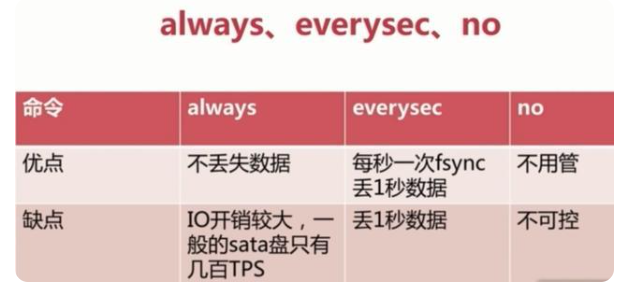 always、everysec、no
命令 always everysec no
优点 不丢失数据 每秒一次fsync 不用管
丢1秒数据
缺点 IO开销较大，一 丢1秒数据 不可控
般的sata盘只有
几百TPS